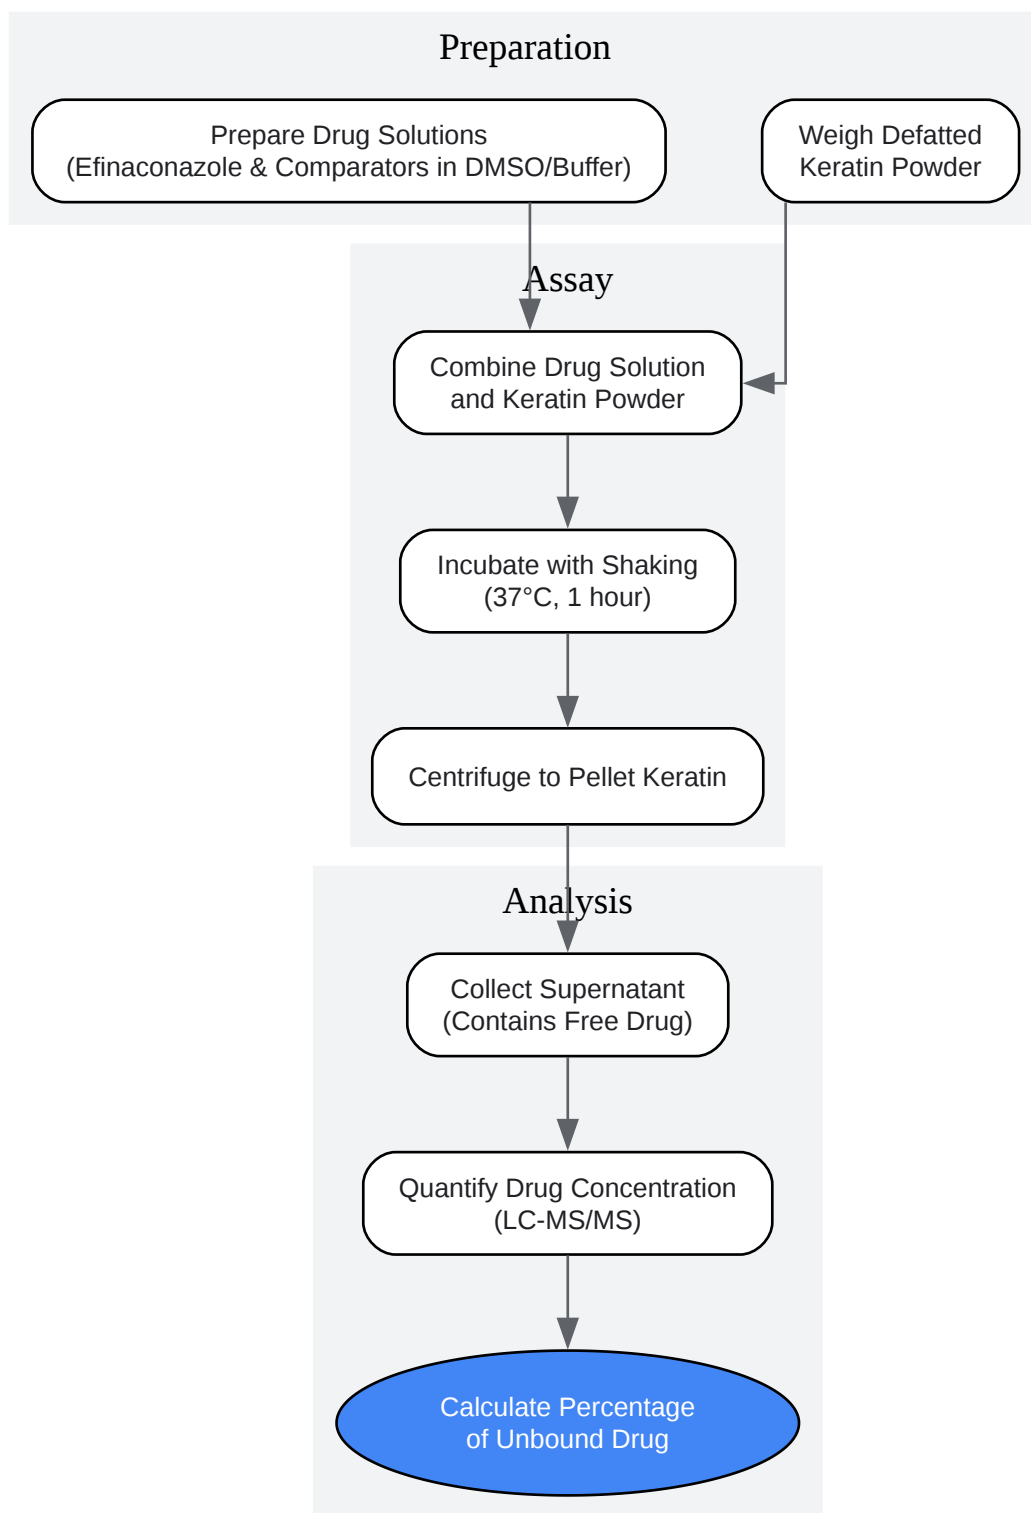 Preparation
Prepare Drug Solutions
(Efinaconazole & Comparators in DMSO/Buffer)
Weigh Defatted
Keratin Powder
Assay
Combine Drug Solution
and Keratin Powder
Incubate with Shaking
(37°C, 1 hour)
Centrifuge to Pellet Keratin
Analysis
Collect Supernatant
(Contains Free Drug)
Quantify Drug Concentration
(LC-MS/MS)
Calculate Percentage
of Unbound Drug